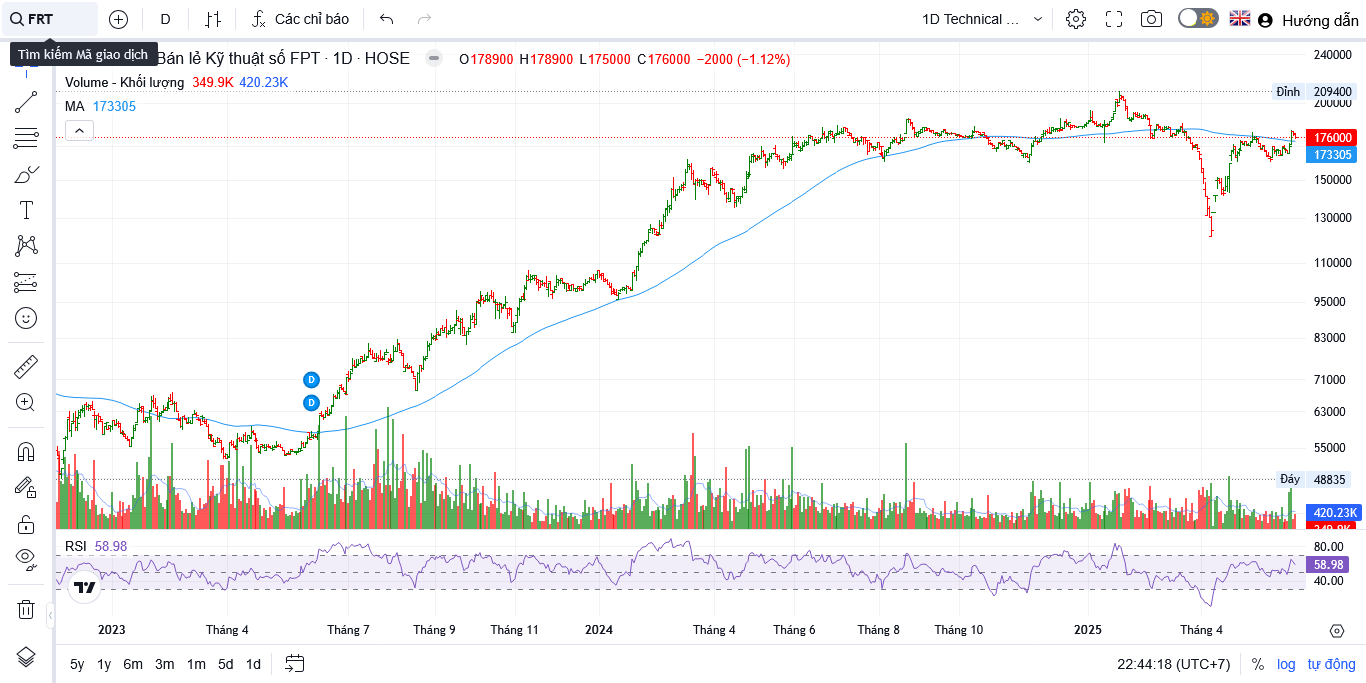 FRT
D
Các chỉ báo
1D Technical ...
Hướng dẫn
Tìm kiếm Mã giao dịch
Bán lẻ Kỹ thuật số FPT · 1D · HOSE
O178900 H178900 L175000 C176000 −2000 (−1.12%)
Volume - Khối lượng 349.9K 420.23K
MA 173305
240000
Đỉnh 209400
200000
176000
173305
150000
130000
110000
95000
83000
71000
63000
55000
Đáy 48835
420.23K
349.9K
D
D
RSI 58.98
80.00
58.98
40.00
2023 Tháng 4 Tháng 7 Tháng 9 Tháng 11 2024 Tháng 4 Tháng 6 Tháng 8 Tháng 10 2025 Tháng 4
5y 1y 6m 3m 1m 5d 1d
22:44:18 (UTC+7)
% log tự động